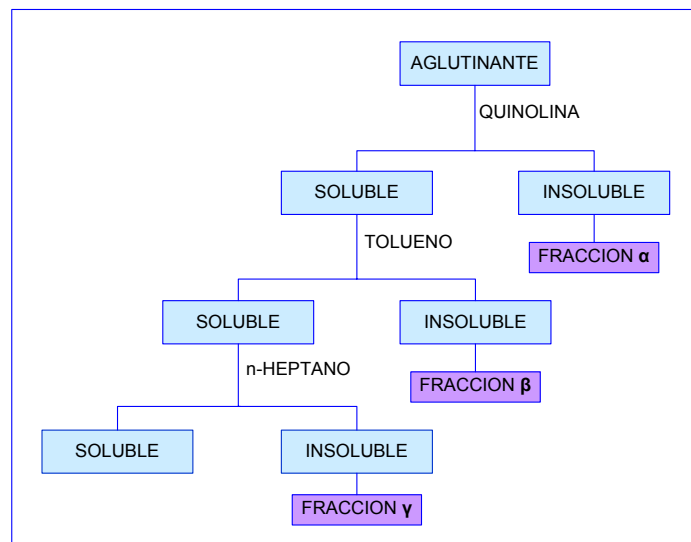 AGLUTINANTE
QUINOLINA
SOLUBLE
INSOLUBLE
TOLUENO
FRACCION α
SOLUBLE
INSOLUBLE
n-HEPTANO
FRACCION β
SOLUBLE
INSOLUBLE
FRACCION γ